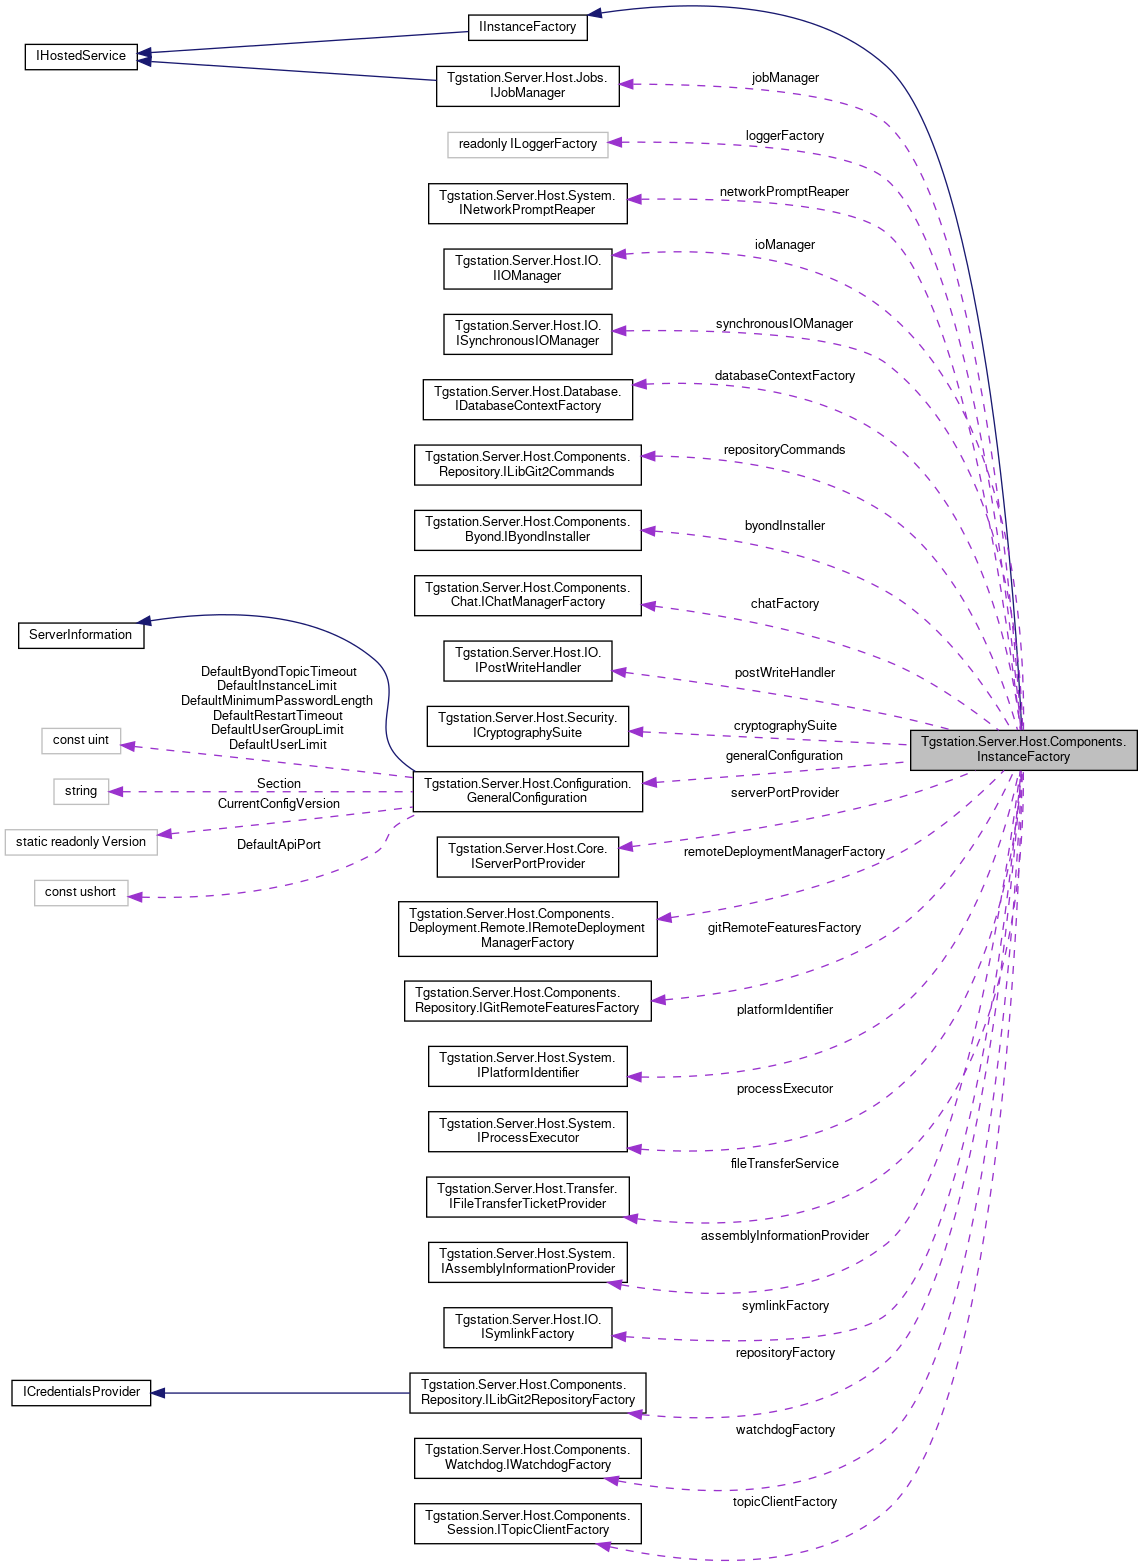 IInstanceFactory
IHostedService
Tgstation.Server.Host.Jobs.
IJobManager
jobManager
readonly ILoggerFactory
loggerFactory
Tgstation.Server.Host.System.
INetworkPromptReaper
networkPromptReaper
Tgstation.Server.Host.IO.
IIOManager
ioManager
Tgstation.Server.Host.IO.
ISynchronousIOManager
synchronousIOManager
Tgstation.Server.Host.Database.
IDatabaseContextFactory
databaseContextFactory
Tgstation.Server.Host.Components.
Repository.ILibGit2Commands
repositoryCommands
Tgstation.Server.Host.Components.
Byond.IByondInstaller
byondInstaller
Tgstation.Server.Host.Components.
Chat.IChatManagerFactory
chatFactory
ServerInformation
Tgstation.Server.Host.IO.
IPostWriteHandler
postWriteHandler
DefaultByondTopicTimeout
DefaultInstanceLimit
DefaultMinimumPasswordLength
DefaultRestartTimeout
DefaultUserGroupLimit
DefaultUserLimit
Tgstation.Server.Host.Security.
ICryptographySuite
cryptographySuite
const uint
Tgstation.Server.Host.Components.
InstanceFactory
generalConfiguration
Tgstation.Server.Host.Configuration.
GeneralConfiguration
string
Section
serverPortProvider
CurrentConfigVersion
static readonly Version
DefaultApiPort
Tgstation.Server.Host.Core.
IServerPortProvider
remoteDeploymentManagerFactory
const ushort
Tgstation.Server.Host.Components.
Deployment.Remote.IRemoteDeployment
ManagerFactory
gitRemoteFeaturesFactory
Tgstation.Server.Host.Components.
Repository.IGitRemoteFeaturesFactory
platformIdentifier
Tgstation.Server.Host.System.
IPlatformIdentifier
processExecutor
Tgstation.Server.Host.System.
IProcessExecutor
fileTransferService
Tgstation.Server.Host.Transfer.
IFileTransferTicketProvider
assemblyInformationProvider
Tgstation.Server.Host.System.
IAssemblyInformationProvider
symlinkFactory
Tgstation.Server.Host.IO.
ISymlinkFactory
repositoryFactory
ICredentialsProvider
Tgstation.Server.Host.Components.
Repository.ILibGit2RepositoryFactory
watchdogFactory
Tgstation.Server.Host.Components.
Watchdog.IWatchdogFactory
topicClientFactory
Tgstation.Server.Host.Components.
Session.ITopicClientFactory